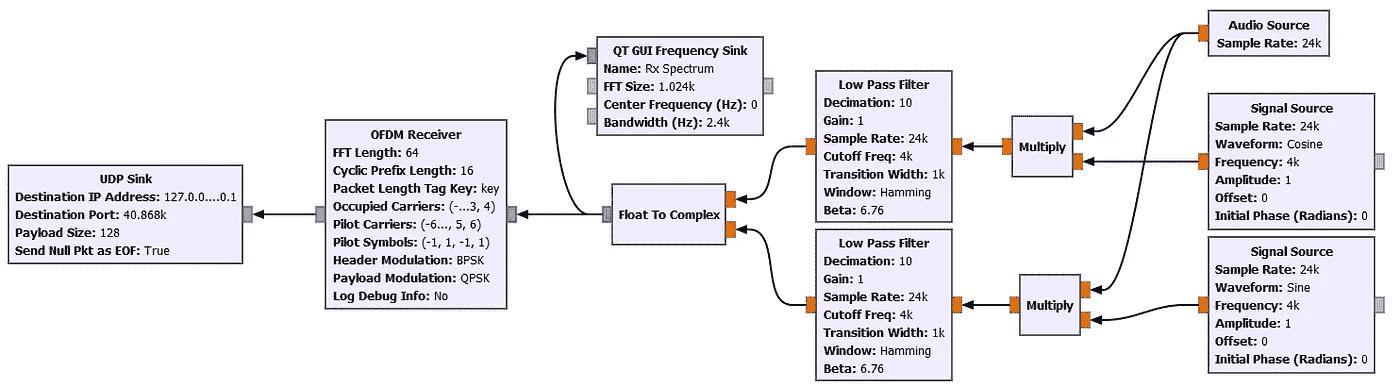 UDP Sink
Destination IP Address: 127.0.0....0.1
Destination Port: 40.868k
Payload Size: 128
Send Null Pkt as EOF: True
OFDM Receiver
FFT Length: 64
Cyclic Prefix Length: 16
Packet Length Tag Key: key
Occupied Carriers: (-...3, 4)
Pilot Carriers: (-6..., 5, 6)
Pilot Symbols: (-1, 1, -1, 1)
Header Modulation: BPSK
Payload Modulation: QPSK
Log Debug Info: No
QT GUI Frequency Sink
Name: Rx Spectrum
FFT Size: 1.024k
Center Frequency (Hz): 0
Bandwidth (Hz): 2.4k
Float To Complex
Low Pass Filter
Decimation: 10
Gain: 1
Sample Rate: 24k
Cutoff Freq: 4k
Transition Width: 1k
Window: Hamming
Beta: 6.76
Low Pass Filter
Decimation: 10
Gain: 1
Sample Rate: 24k
Cutoff Freq: 4k
Transition Width: 1k
Window: Hamming
Beta: 6.76
Multiply
Multiply
Audio Source
Sample Rate: 24k
Signal Source
Sample Rate: 24k
Waveform: Cosine
Frequency: 4k
Amplitude: 1
Offset: 0
Initial Phase (Radians): 0
Signal Source
Sample Rate: 24k
Waveform: Sine
Frequency: 4k
Amplitude: 1
Offset: 0
Initial Phase (Radians): 0